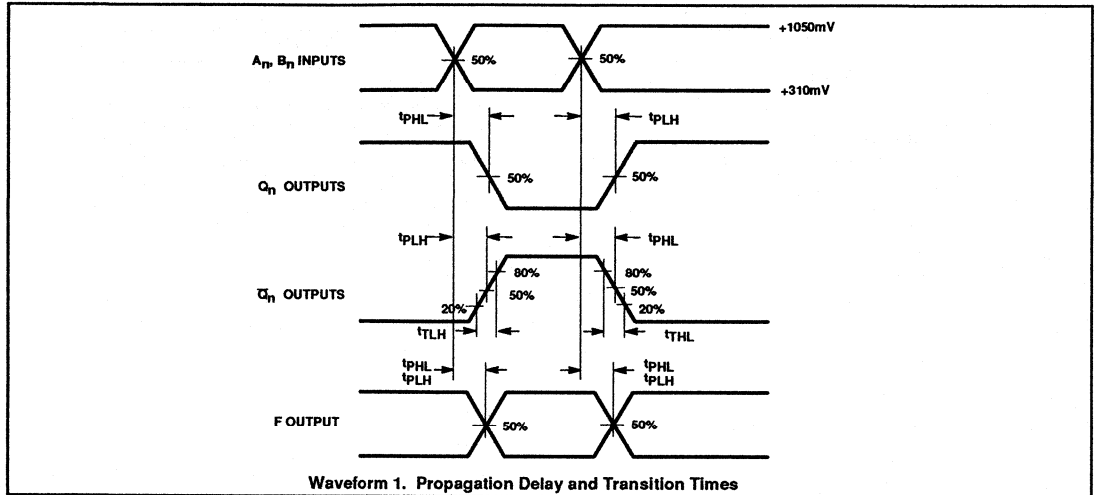 +1050mV
Aₙ, Bₙ INPUTS
50%
50%
+310mV
tPHL
tPLH
Qₙ OUTPUTS
50%
50%
tPLH
tPHL
80%
80%
Q̅ₙ OUTPUTS
50%
50%
20%
20%
tTLH
tTHL
tPHL
tPHL
tPLH
tPLH
F OUTPUT
50%
50%
Waveform 1. Propagation Delay and Transition Times